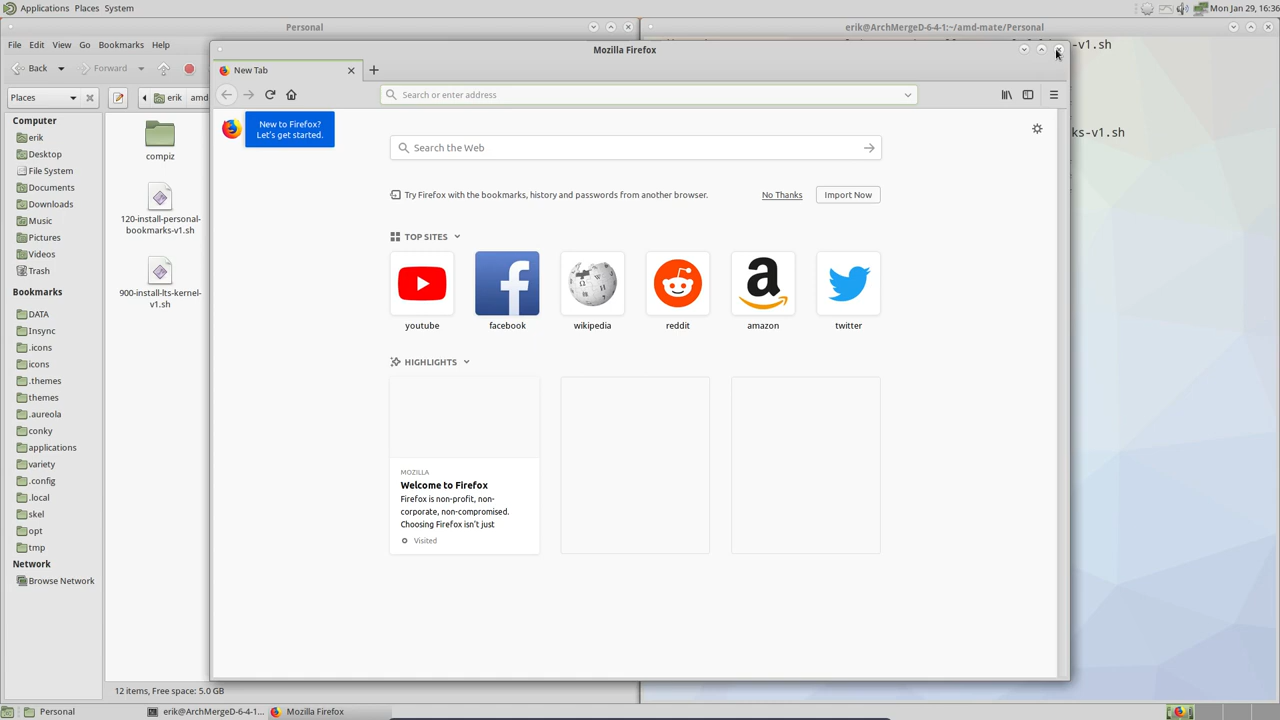 Applications Places System
Mon Jan 29, 16:36
Personal
erik@ArchMergeD-6-4-1:~/amd-mate/Personal
File Edit View Go Bookmarks Help
Back
Forward
Places
erik
amd
Computer
erik
Desktop
File System
Documents
Downloads
Music
Pictures
Videos
Trash
Bookmarks
DATA
Insync
.icons
icons
.themes
themes
.aureola
conky
applications
variety
.config
.local
skel
opt
tmp
Network
Browse Network
compiz
120-install-personal-
bookmarks-v1.sh
900-install-lts-kernel-
v1.sh
12 items, Free space: 5.0 GB
-v1.sh
ks-v1.sh
Mozilla Firefox
New Tab
Search or enter address
New to Firefox?
Let's get started.
Search the Web
Try Firefox with the bookmarks, history and passwords from another browser.
No Thanks
Import Now
TOP SITES
youtube
facebook
wikipedia
reddit
amazon
twitter
HIGHLIGHTS
MOZILLA
Welcome to Firefox
Firefox is non-profit, non-
corporate, non-compromised.
Choosing Firefox isn't just
Visited
Personal
erik@ArchMergeD-6-4-1...
Mozilla Firefox